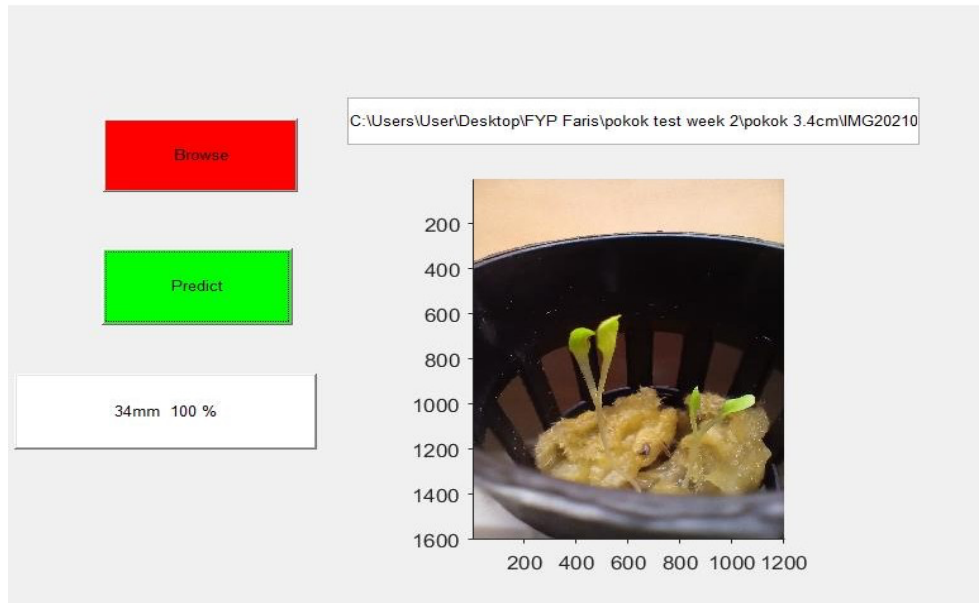 C:\Users\User\Desktop\FYP Faris\pokok test week 2\pokok 3.4cm\IMG20210
Browse
Predict
34mm 100 %
200
400
600
800
1000
1200
1400
1600
200 400 600 800 1000 1200